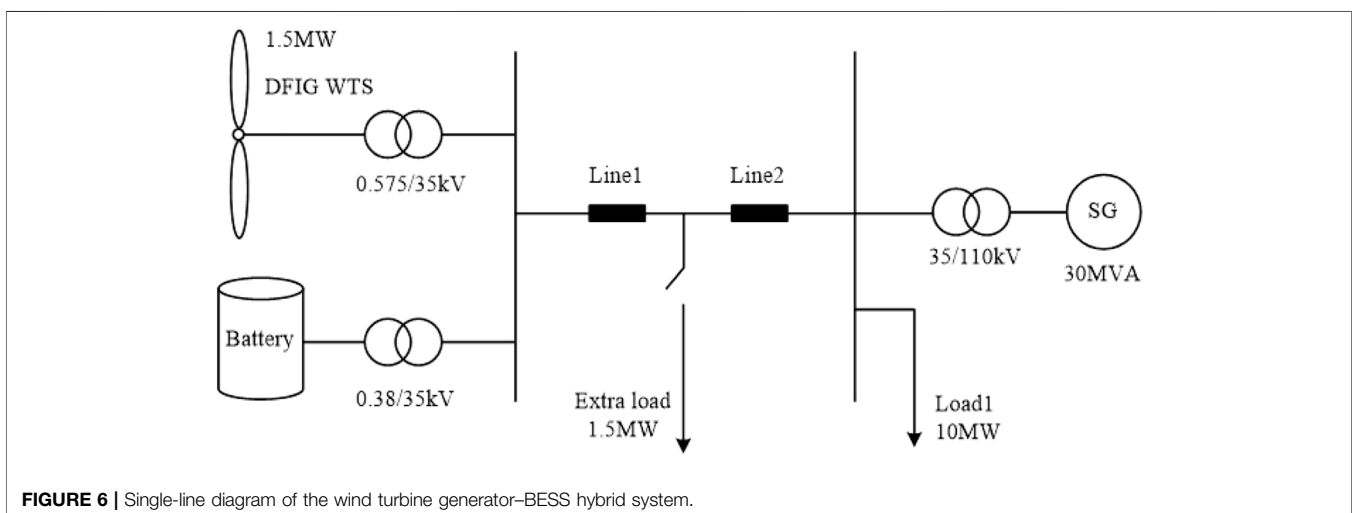 1.5MW
DFIG WTS
0.575/35kV
Battery
0.38/35kV
Line1
Line2
Extra load
1.5MW
35/110kV
SG
30MVA
Load1
10MW
FIGURE 6 | Single-line diagram of the wind turbine generator–BESS hybrid system.